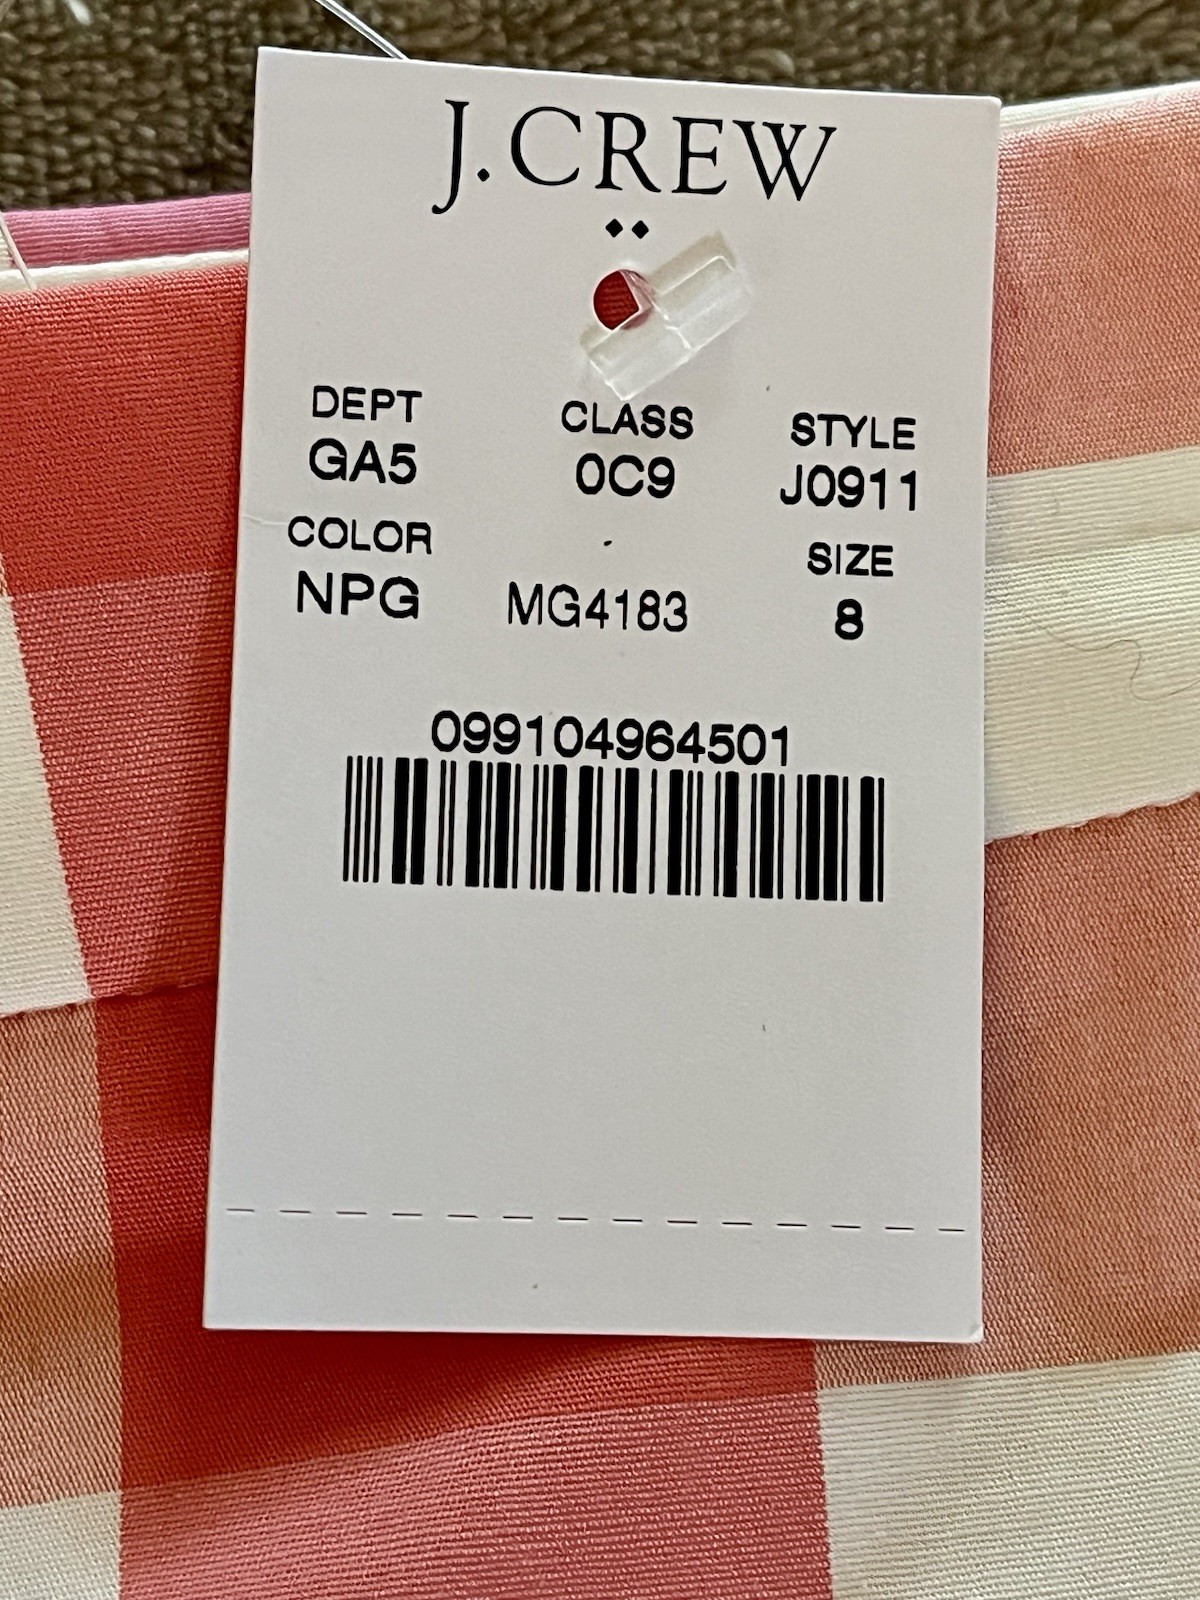 J.CREW
DEPT CLASS STYLE
GA5 0C9 J0911
COLOR SIZE
NPG MG4183 8
099104964501